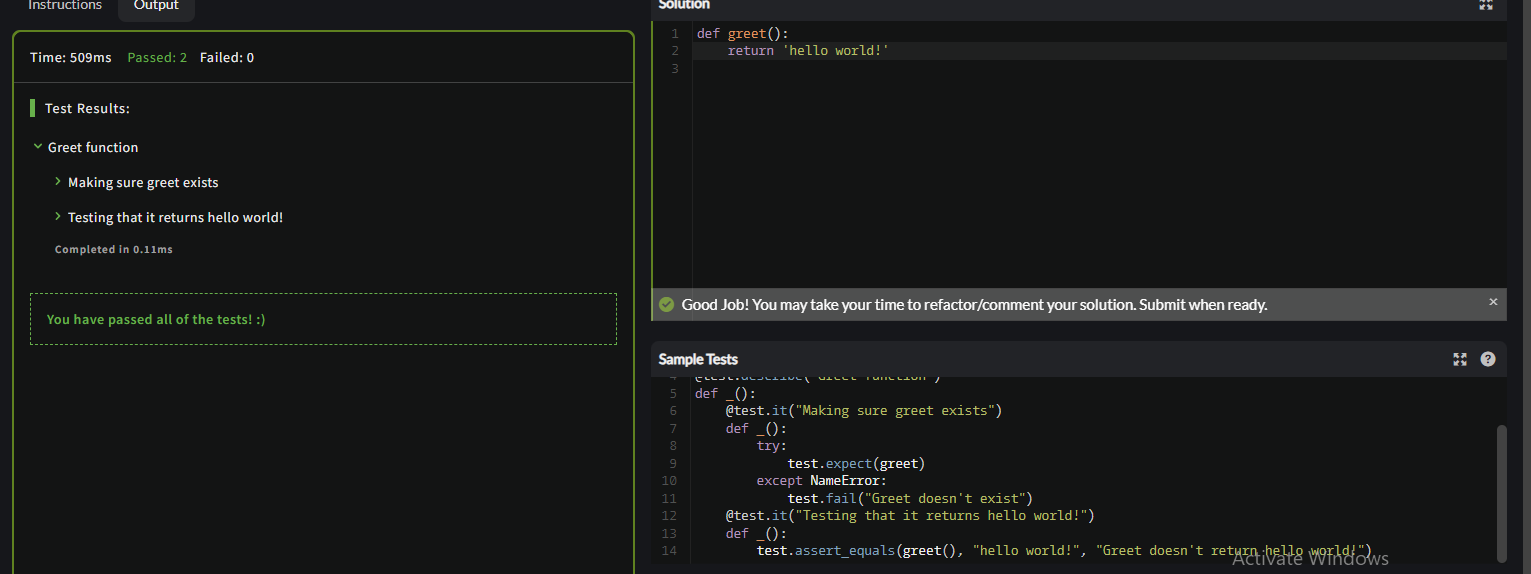 Instructions Output
Time: 509ms Passed: 2 Failed: 0
Test Results:
Greet function
Making sure greet exists
Testing that it returns hello world!
Completed in 0.11ms
You have passed all of the tests! :)
Solution
1 def greet():
2     return 'hello world!'
3
Good Job! You may take your time to refactor/comment your solution. Submit when ready.
Sample Tests
4 @test.describe("Greet function")
5 def _():
6     @test.it("Making sure greet exists")
7     def _():
8         try:
9             test.expect(greet)
10         except NameError:
11             test.fail("Greet doesn't exist")
12     @test.it("Testing that it returns hello world!")
13     def _():
14         test.assert_equals(greet(), "hello world!", "Greet doesn't return hello world!")
Activate Windows